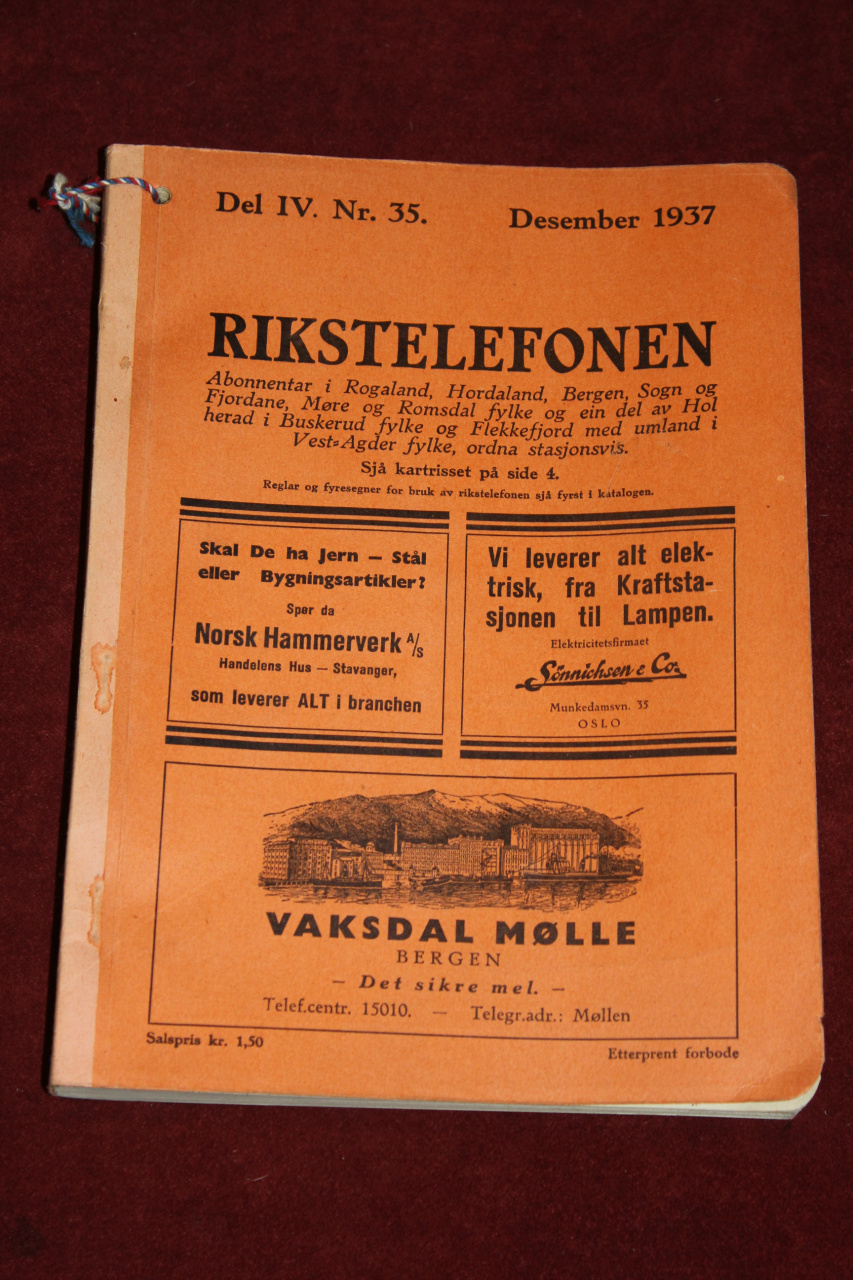 Del IV. Nr. 35. Desember 1937
RIKSTELEFONEN
Abonnentar i Rogaland, Hordaland, Bergen, Sogn og
Fjordane, Møre og Romsdal fylke og ein del av Hol
herad i Buskerud fylke og Flekkefjord med umland i
Vest-Agder fylke, ordna stasjonsvis.
Sjå kartrisset på side 4.
Reglar og fyresegner for bruk av rikstelefonen sjå fyrst i katalogen.
Skal De ha Jern — Stål
eller Bygningsartikler?
Spør da
Norsk Hammerverk A/S
Handelens Hus — Stavanger,
som leverer ALT i branchen
Vi leverer alt elek-
trisk, fra Kraftsta-
sjonen til Lampen.
Elektricitetsfirmaet
Sönnichsen & Co.
Munkedamsvn. 35
OSLO
VAKSDAL MØLLE
BERGEN
— Det sikre mel. —
Telef.centr. 15010. — Telegr.adr.: Møllen
Salspris kr. 1,50
Etterprent forbode